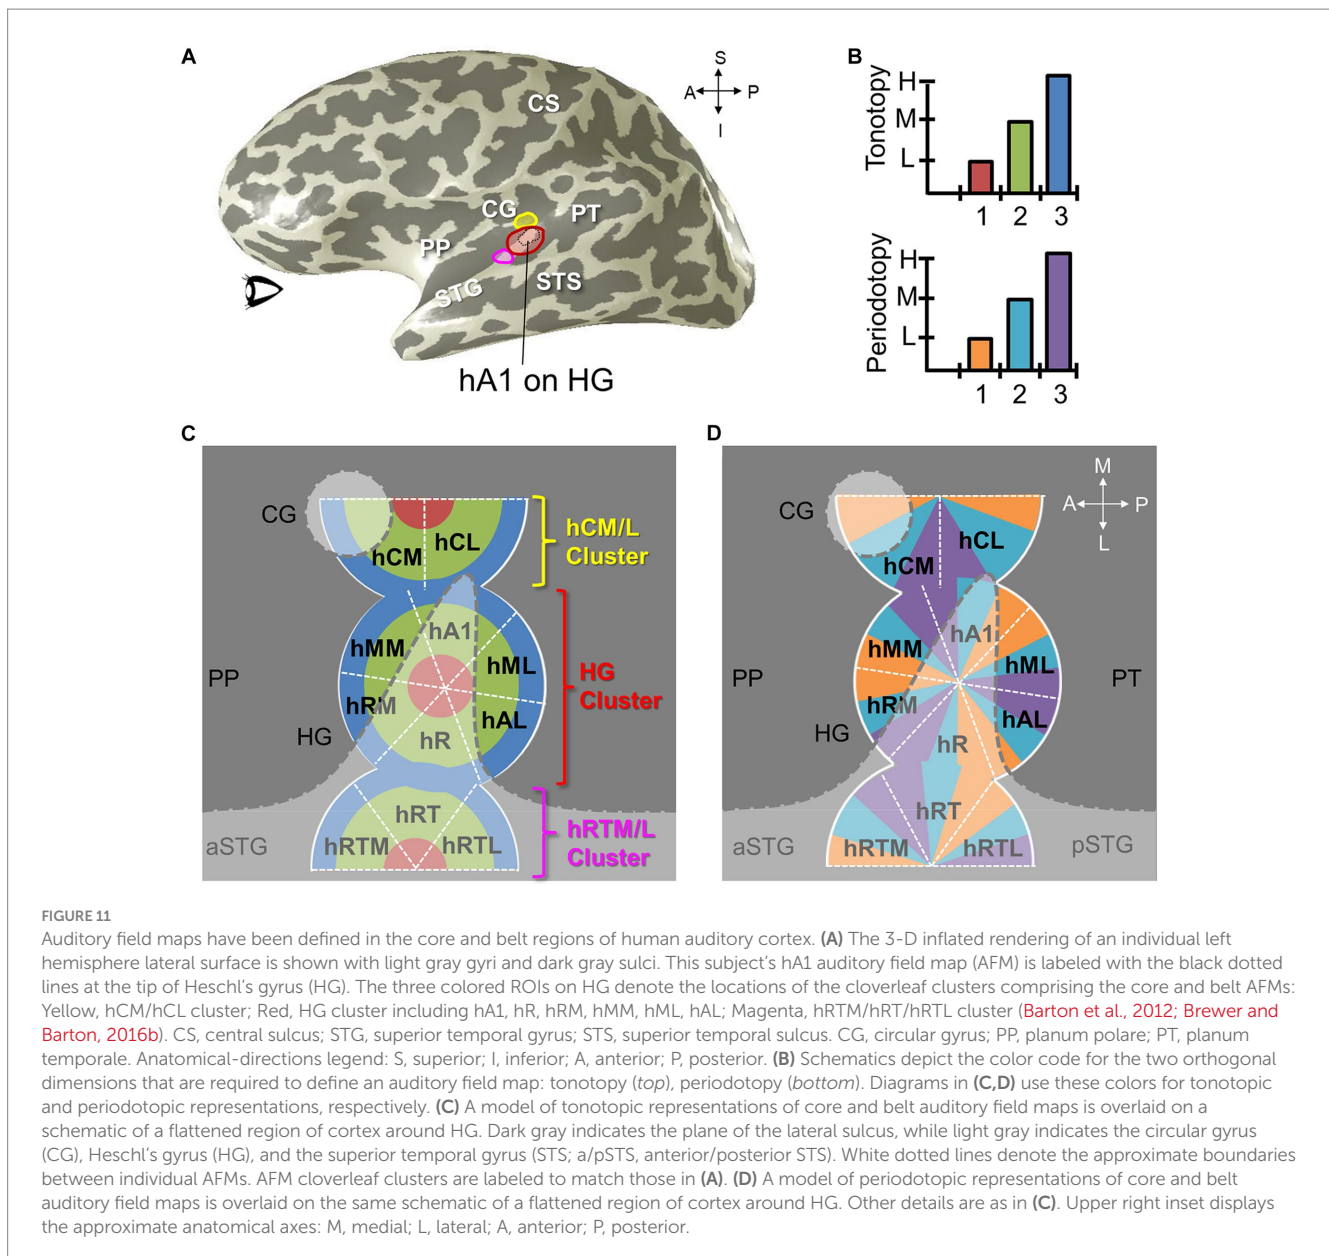 A
S
A
P
I
CS
CG
PT
PP
STS
STG
hA1 on HG
B
Tonotopy
H
M
L
1
2
3
Periodotopy
H
M
L
1
2
3
C
CG
hCM
hCL
hCM/L
Cluster
hA1
hMM
hML
PP
HG
Cluster
hRM
hAL
HG
hR
hRT
hRTM/L
Cluster
aSTG
hRTM
hRTL
D
M
A
P
L
CG
hCL
hCM
hA1
hMM
hML
PP
PT
hRM
hAL
HG
hR
hRT
aSTG
hRTM
hRTL
pSTG
FIGURE 11
Auditory field maps have been defined in the core and belt regions of human auditory cortex. (A) The 3-D inflated rendering of an individual left
hemisphere lateral surface is shown with light gray gyri and dark gray sulci. This subject's hA1 auditory field map (AFM) is labeled with the black dotted
lines at the tip of Heschl's gyrus (HG). The three colored ROIs on HG denote the locations of the cloverleaf clusters comprising the core and belt AFMs:
Yellow, hCM/hCL cluster; Red, HG cluster including hA1, hR, hRM, hMM, hML, hAL; Magenta, hRTM/hRT/hRTL cluster (Barton et al., 2012; Brewer and
Barton, 2016b). CS, central sulcus; STG, superior temporal gyrus; STS, superior temporal sulcus. CG, circular gyrus; PP, planum polare; PT, planum
temporale. Anatomical-directions legend: S, superior; I, inferior; A, anterior; P, posterior. (B) Schematics depict the color code for the two orthogonal
dimensions that are required to define an auditory field map: tonotopy (top), periodotopy (bottom). Diagrams in (C,D) use these colors for tonotopic
and periodotopic representations, respectively. (C) A model of tonotopic representations of core and belt auditory field maps is overlaid on a
schematic of a flattened region of cortex around HG. Dark gray indicates the plane of the lateral sulcus, while light gray indicates the circular gyrus
(CG), Heschl's gyrus (HG), and the superior temporal gyrus (STS; a/pSTS, anterior/posterior STS). White dotted lines denote the approximate boundaries
between individual AFMs. AFM cloverleaf clusters are labeled to match those in (A). (D) A model of periodotopic representations of core and belt
auditory field maps is overlaid on the same schematic of a flattened region of cortex around HG. Other details are as in (C). Upper right inset displays
the approximate anatomical axes: M, medial; L, lateral; A, anterior; P, posterior.